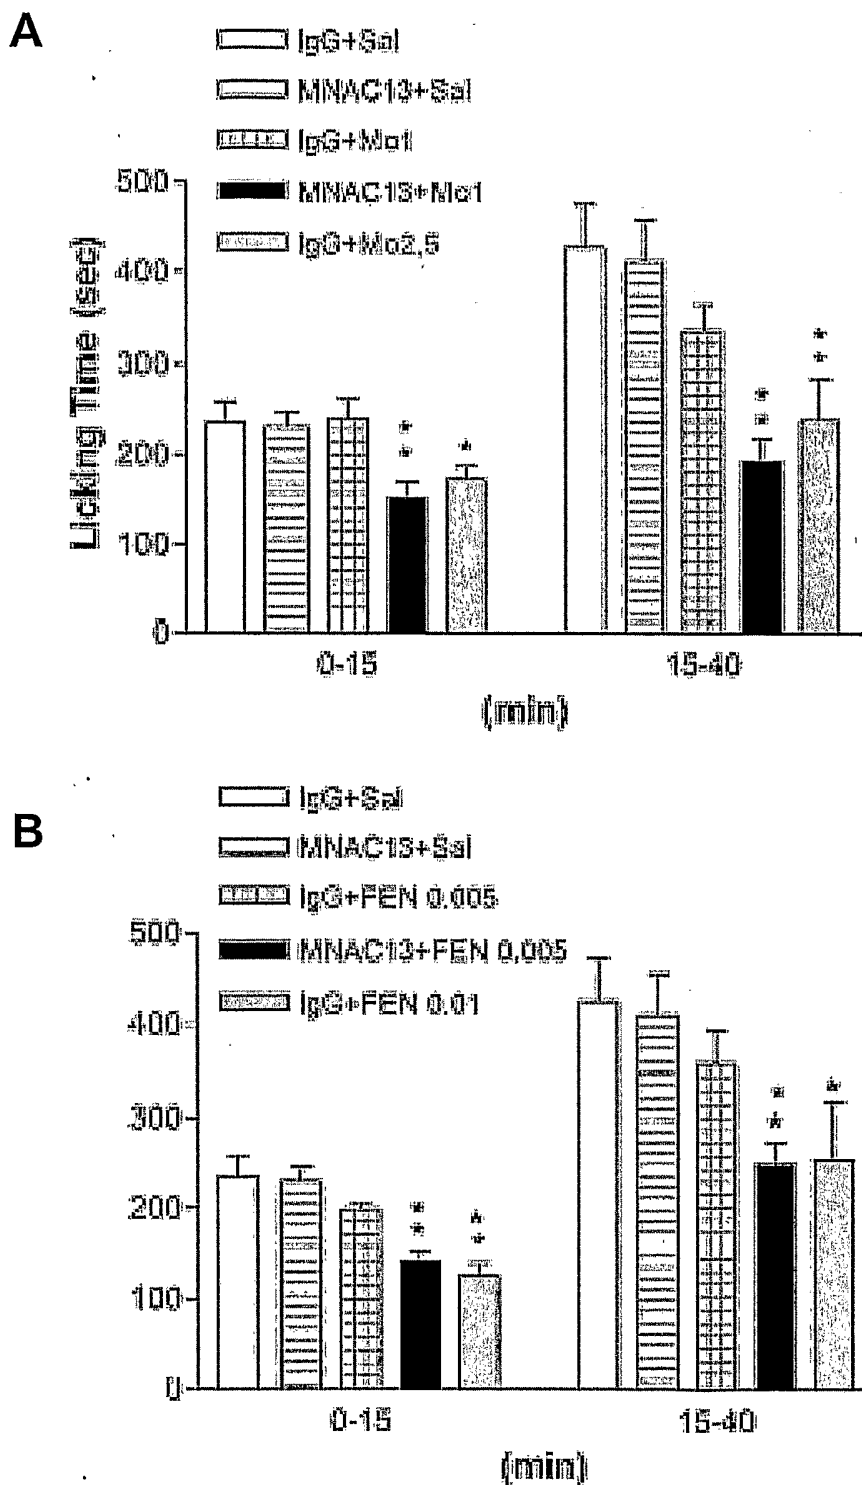 A
IgG+Sal
MNAC13+Sal
IgG+Mo1
MNAC13+Mo1
IgG+Mo2,5
500
400
300
200
100
0
Licking Time (sec)
**
*
**
**
0-15
15-40
(min)
B
IgG+Sal
MNAC13+Sal
IgG+FEN 0.005
MNAC13+FEN 0,005
IgG+FEN 0.01
500
400
300
200
100
0
**
**
**
*
0-15
15-40
(min)